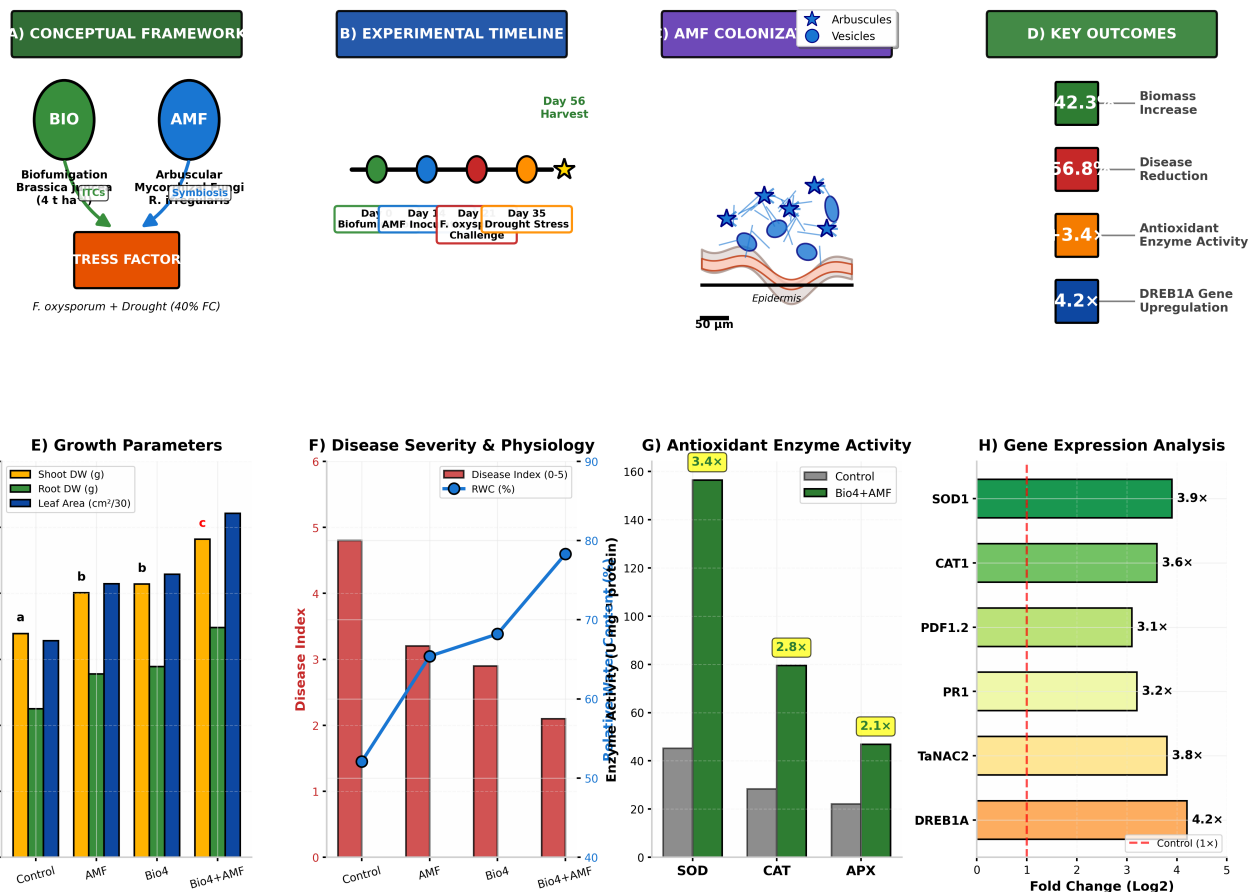 A) CONCEPTUAL FRAMEWORK
BIO
AMF
Biofumigation
Brassica
(4 t ha
ITCs
Arbuscular
Fungi
R.
Symbiosis
STRESS FACTORS
F. oxysporum + Drought (40% FC)
B) EXPERIMENTAL TIMELINE
Day 56
Harvest
Day
Biofum
Day 1
AMF Inocu
Day
F. oxysp
Challenge
Day 35
Drought Stress
C) AMF COLONIZAT
Arbuscules
Vesicles
Epidermis
50 μm
D) KEY OUTCOMES
42.3%
Biomass
Increase
56.8%
Disease
Reduction
3.4×
Antioxidant
Enzyme Activity
4.2×
DREB1A Gene
Upregulation
E) Growth Parameters
Shoot DW (g)
Root DW (g)
Leaf Area (cm²/30)
a
b
b
c
Control
AMF
Bio4
Bio4+AMF
F) Disease Severity & Physiology
Disease Index (0-5)
RWC (%)
Disease Index
6
5
4
3
2
1
0
90
80
70
60
50
40
Relative Water Content (%)
Control
AMF
Bio4
Bio4+AMF
G) Antioxidant Enzyme Activity
Control
Bio4+AMF
Enzyme Activity (U mg⁻¹ protein)
160
140
120
100
80
60
40
20
0
3.4×
2.8×
2.1×
SOD
CAT
APX
H) Gene Expression Analysis
SOD1
3.9×
CAT1
3.6×
PDF1.2
3.1×
PR1
3.2×
TaNAC2
3.8×
DREB1A
4.2×
Control (1×)
0
1
2
3
4
5
Fold Change (Log2)